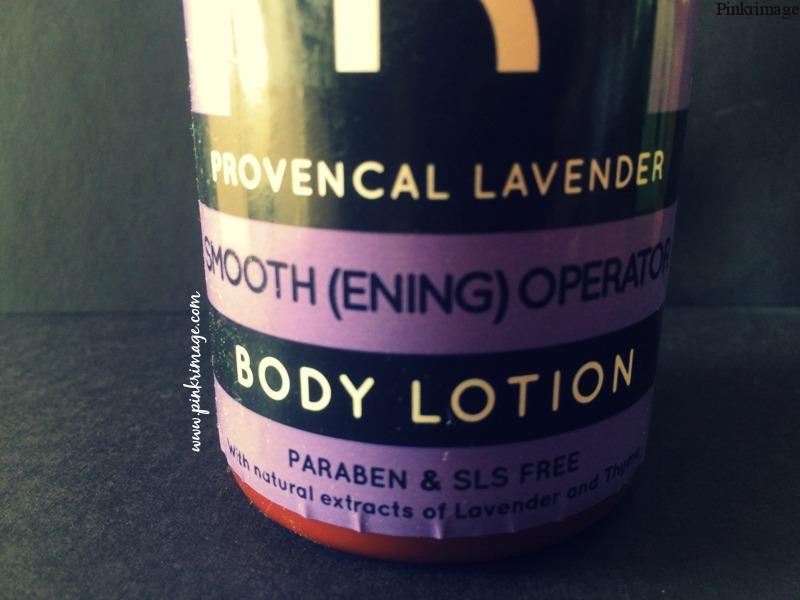 Pinkrimage
PROVENCAL LAVENDER
SMOOTH (ENING) OPERATOR
BODY LOTION
PARABEN & SLS FREE
With natural extracts of Lavender and Thyme
www.pinkrimage.com